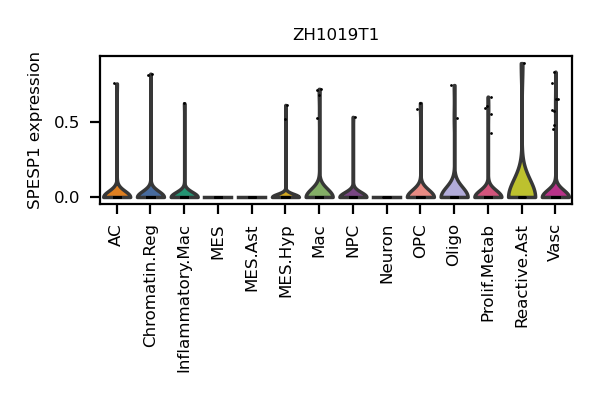 ZH1019T1
SPESP1 expression
0.5
0.0
AC
Chromatin.Reg
Inflammatory.Mac
MES
MES.Ast
MES.Hyp
Mac
NPC
Neuron
OPC
Oligo
Prolif.Metab
Reactive.Ast
Vasc